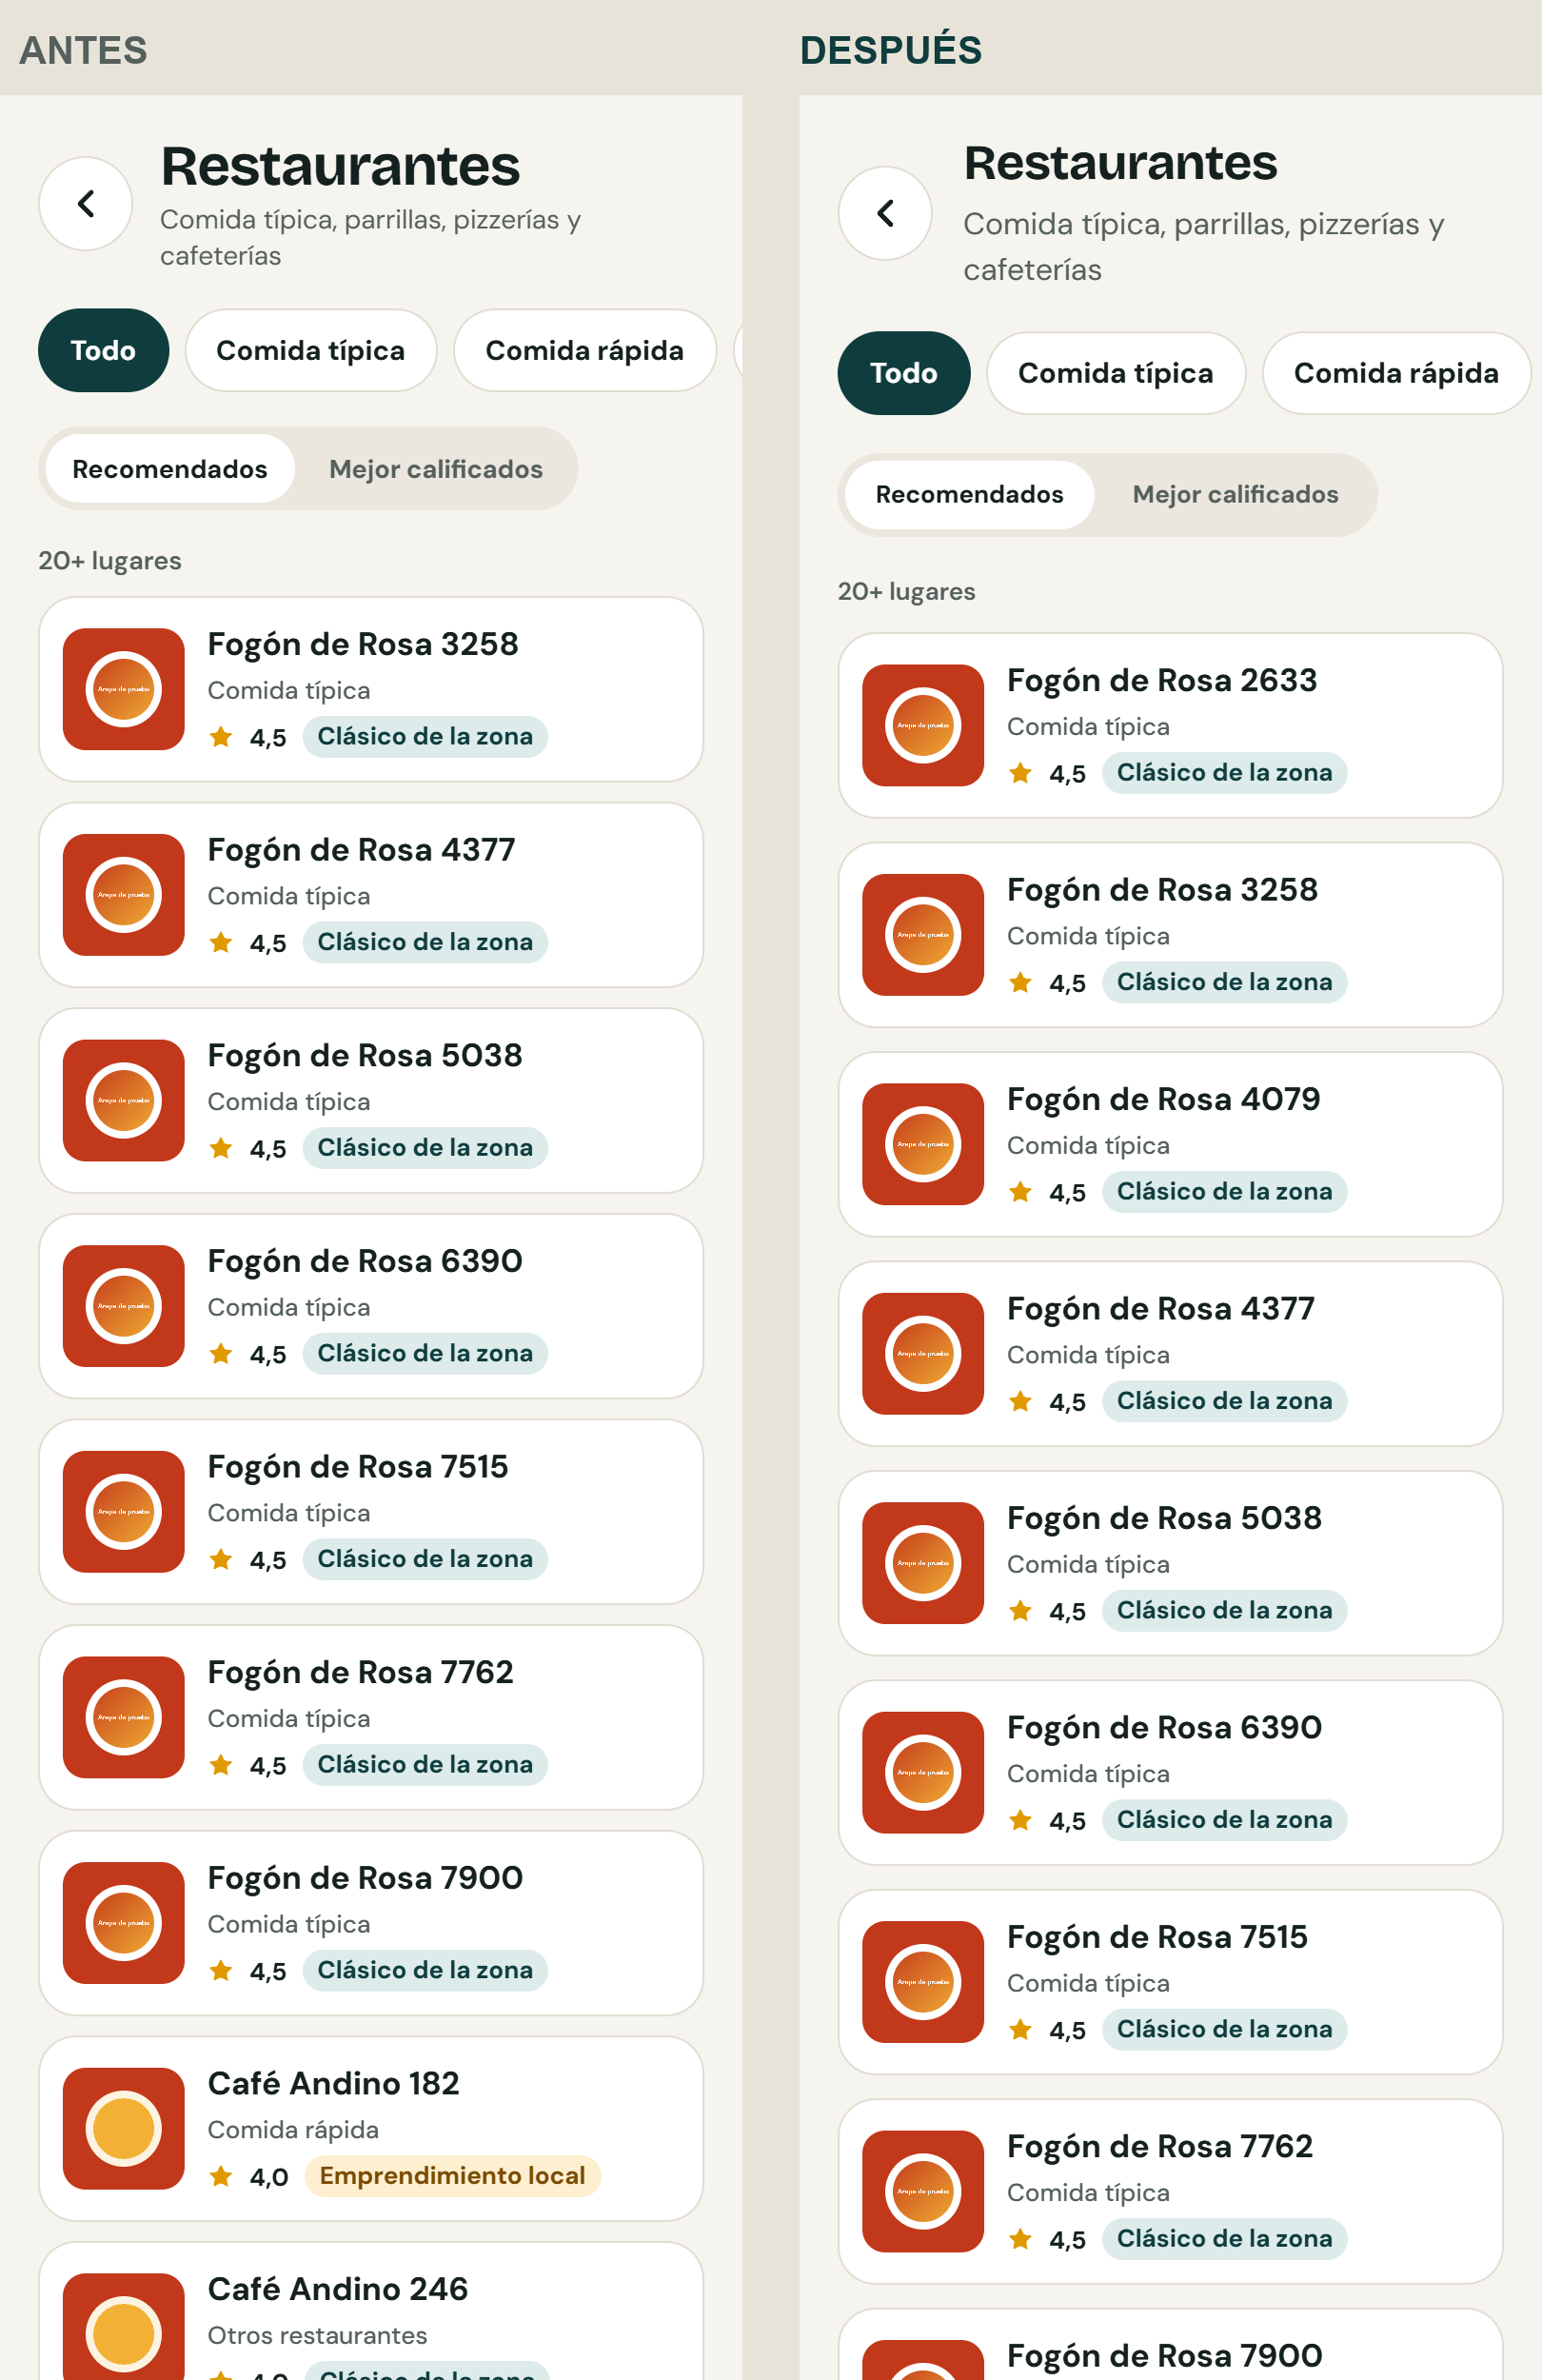 ANTES
Restaurantes
Comida típica, parrillas, pizzerías y
cafeterías
Todo
Comida típica
Comida rápida
Recomendados
Mejor calificados
20+ lugares
Fogón de Rosa 3258
Comida típica
4,5 Clásico de la zona
Fogón de Rosa 4377
Comida típica
4,5 Clásico de la zona
Fogón de Rosa 5038
Comida típica
4,5 Clásico de la zona
Fogón de Rosa 6390
Comida típica
4,5 Clásico de la zona
Fogón de Rosa 7515
Comida típica
4,5 Clásico de la zona
Fogón de Rosa 7762
Comida típica
4,5 Clásico de la zona
Fogón de Rosa 7900
Comida típica
4,5 Clásico de la zona
Café Andino 182
Comida rápida
4,0 Emprendimiento local
Café Andino 246
Otros restaurantes
4,0 Clásico de la zona
DESPUÉS
Restaurantes
Comida típica, parrillas, pizzerías y
cafeterías
Todo
Comida típica
Comida rápida
Recomendados
Mejor calificados
20+ lugares
Fogón de Rosa 2633
Comida típica
4,5 Clásico de la zona
Fogón de Rosa 3258
Comida típica
4,5 Clásico de la zona
Fogón de Rosa 4079
Comida típica
4,5 Clásico de la zona
Fogón de Rosa 4377
Comida típica
4,5 Clásico de la zona
Fogón de Rosa 5038
Comida típica
4,5 Clásico de la zona
Fogón de Rosa 6390
Comida típica
4,5 Clásico de la zona
Fogón de Rosa 7515
Comida típica
4,5 Clásico de la zona
Fogón de Rosa 7762
Comida típica
4,5 Clásico de la zona
Fogón de Rosa 7900